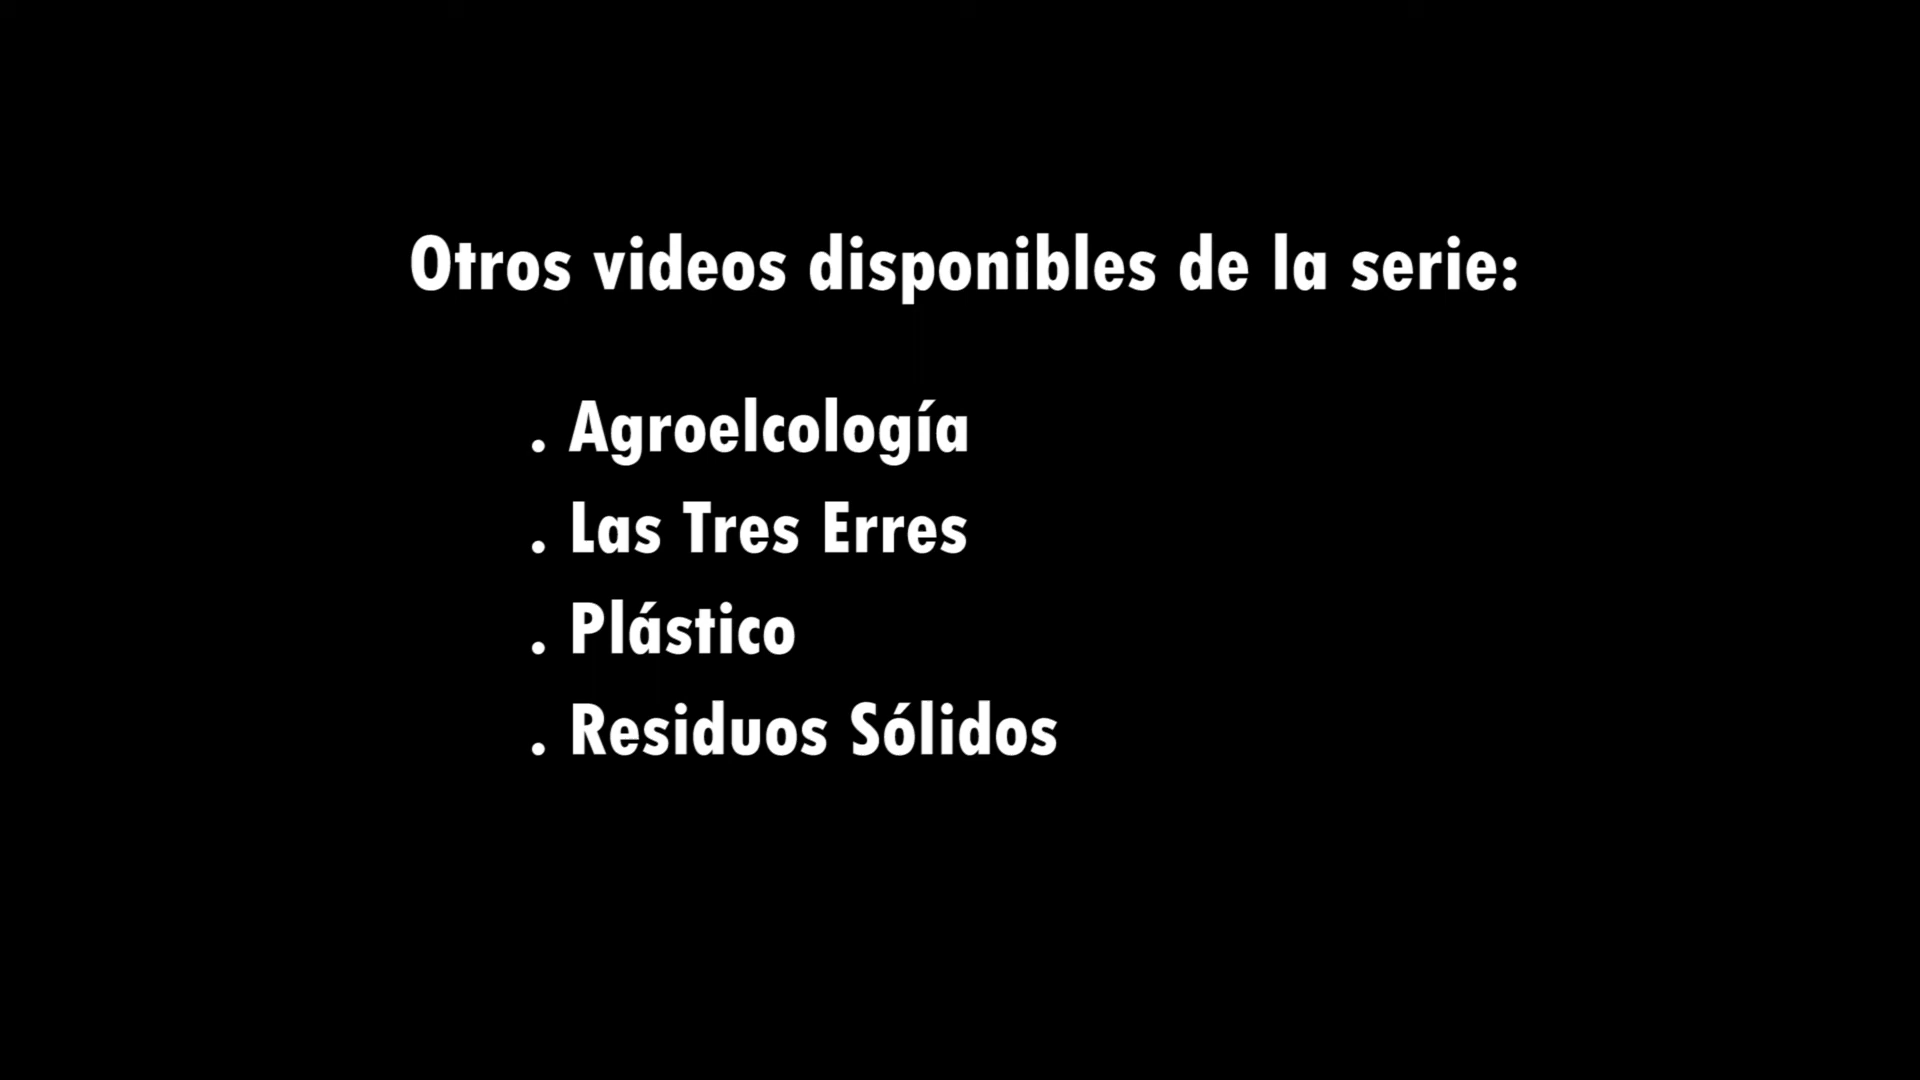 Otros videos disponibles de la serie:
. Agroelcología
. Las Tres Erres
. Plástico
. Residuos Sólidos